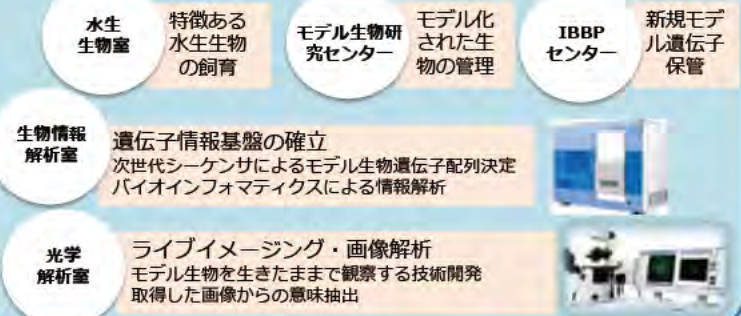 水生
生物室
特徴ある
水生生物
の飼育
モデル生物研
究センター
モデル化
された生
物の管理
IBBP
センター
新規モデ
ル遺伝子
保管
生物情報
解析室
遺伝子情報基盤の確立
次世代シーケンサによるモデル生物遺伝子配列決定
バイオインフォマティクスによる情報解析
光学
解析室
ライブイメージング・画像解析
モデル生物を生きたままで観察する技術開発
取得した画像からの意味抽出